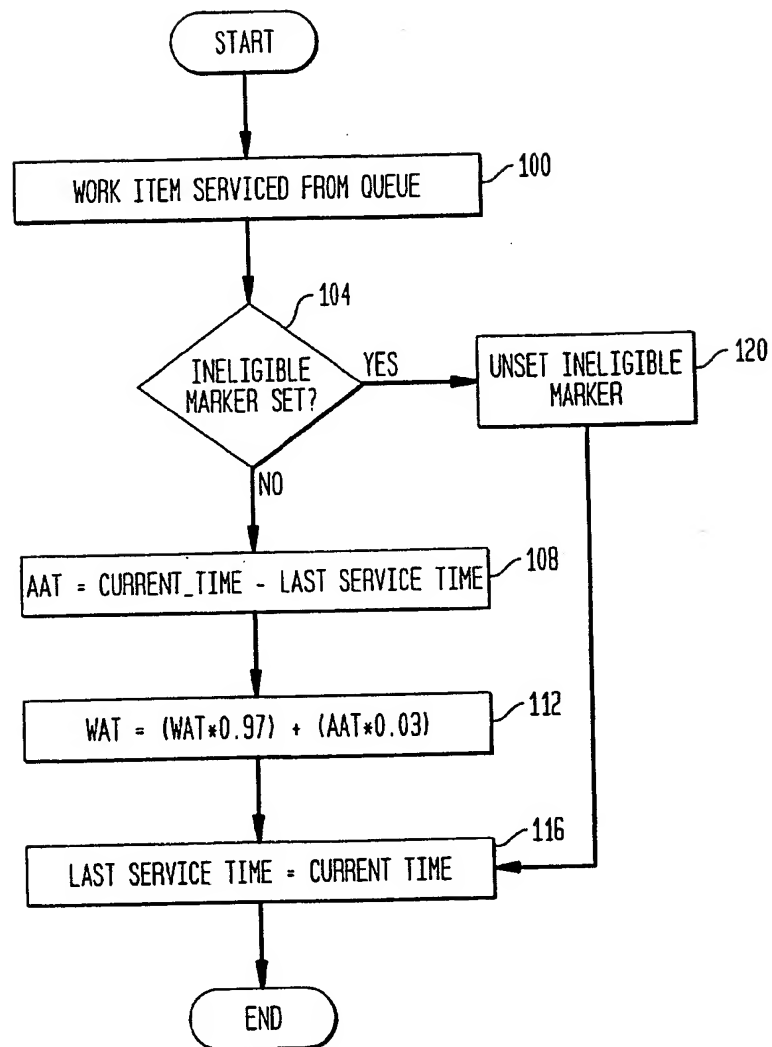 START
WORK ITEM SERVICED FROM QUEUE
100
104
INELIGIBLE
MARKER SET?
YES
UNSET INELIGIBLE
MARKER
120
NO
AAT = CURRENT_TIME - LAST SERVICE TIME
108
WAT = (WAT*0.97) + (AAT*0.03)
112
LAST SERVICE TIME = CURRENT TIME
116
END